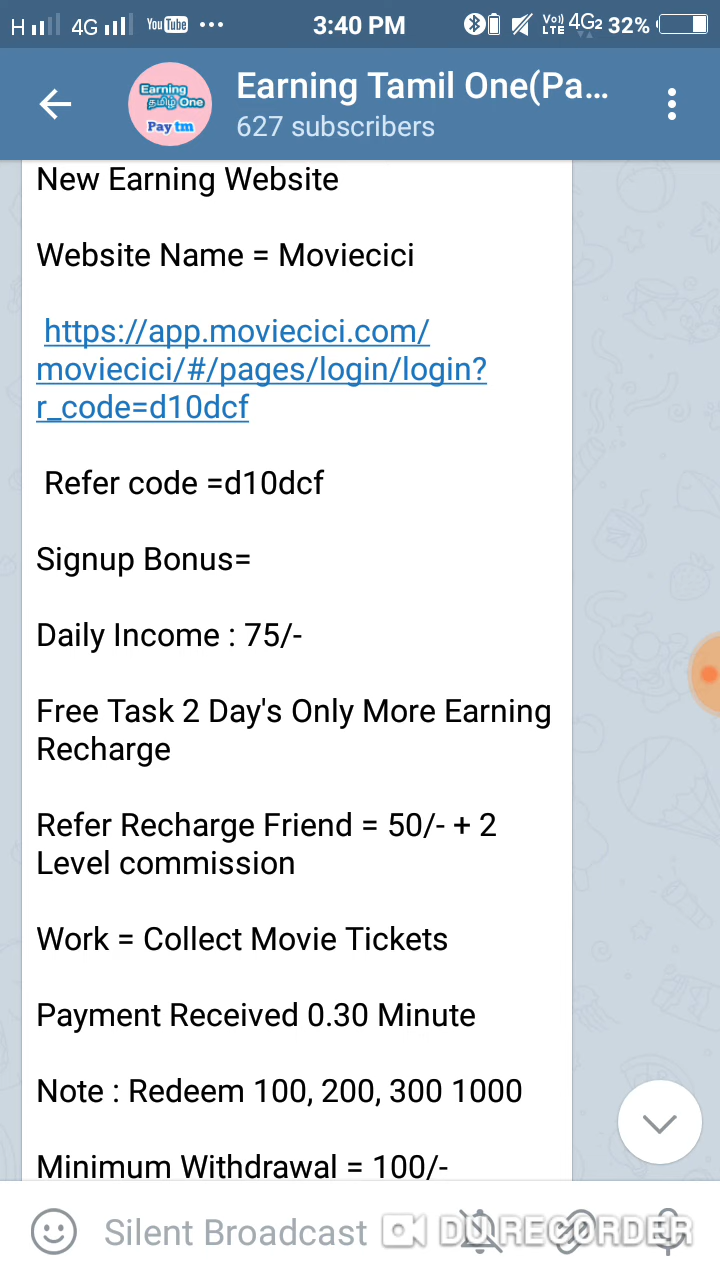 H 4G YouTube ••• 3:40 PM Vo)) LTE 4G2 32%
Earning தமிழ் One Paytm
Earning Tamil One(Pa...
627 subscribers
New Earning Website
Website Name = Moviecici
https://app.moviecici.com/
moviecici/#/pages/login/login?
r_code=d10dcf
Refer code =d10dcf
Signup Bonus=
Daily Income : 75/-
Free Task 2 Day's Only More Earning
Recharge
Refer Recharge Friend = 50/- + 2
Level commission
Work = Collect Movie Tickets
Payment Received 0.30 Minute
Note : Redeem 100, 200, 300 1000
Minimum Withdrawal = 100/-
Silent Broadcast
DU RECORDER